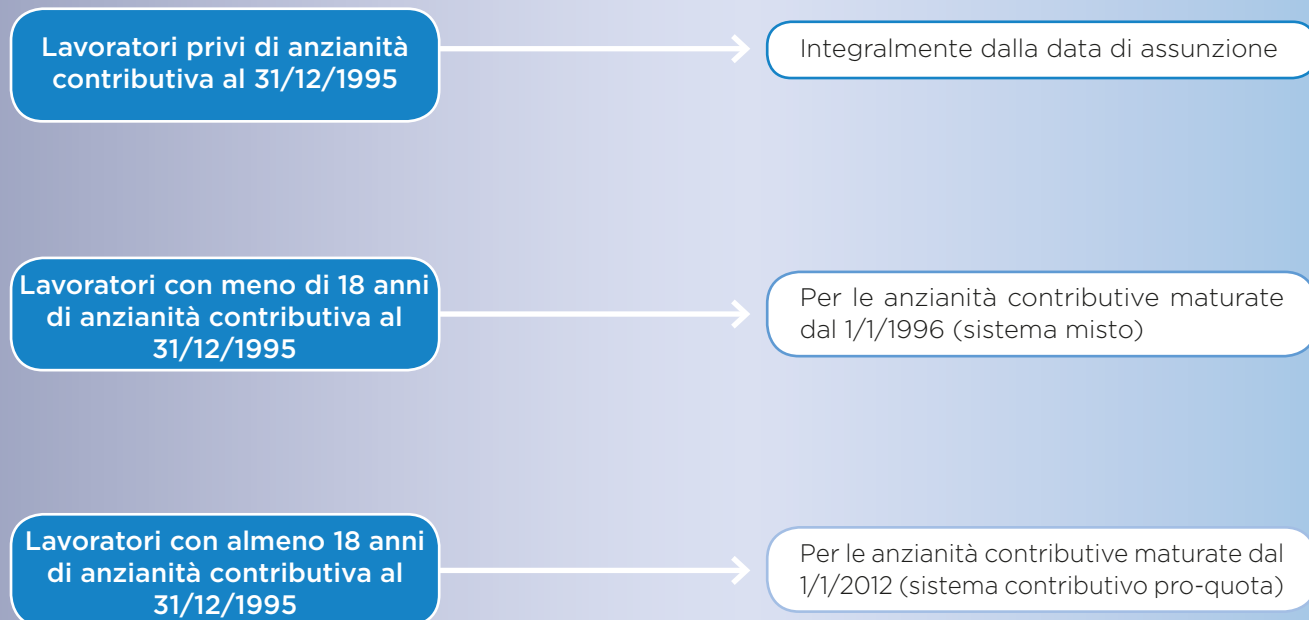 Lavoratori privi di anzianità
contributiva al 31/12/1995
Integralmente dalla data di assunzione
Lavoratori con meno di 18 anni
di anzianità contributiva al
31/12/1995
Per le anzianità contributive maturate
dal 1/1/1996 (sistema misto)
Lavoratori con almeno 18 anni
di anzianità contributiva al
31/12/1995
Per le anzianità contributive maturate dal
1/1/2012 (sistema contributivo pro-quota)